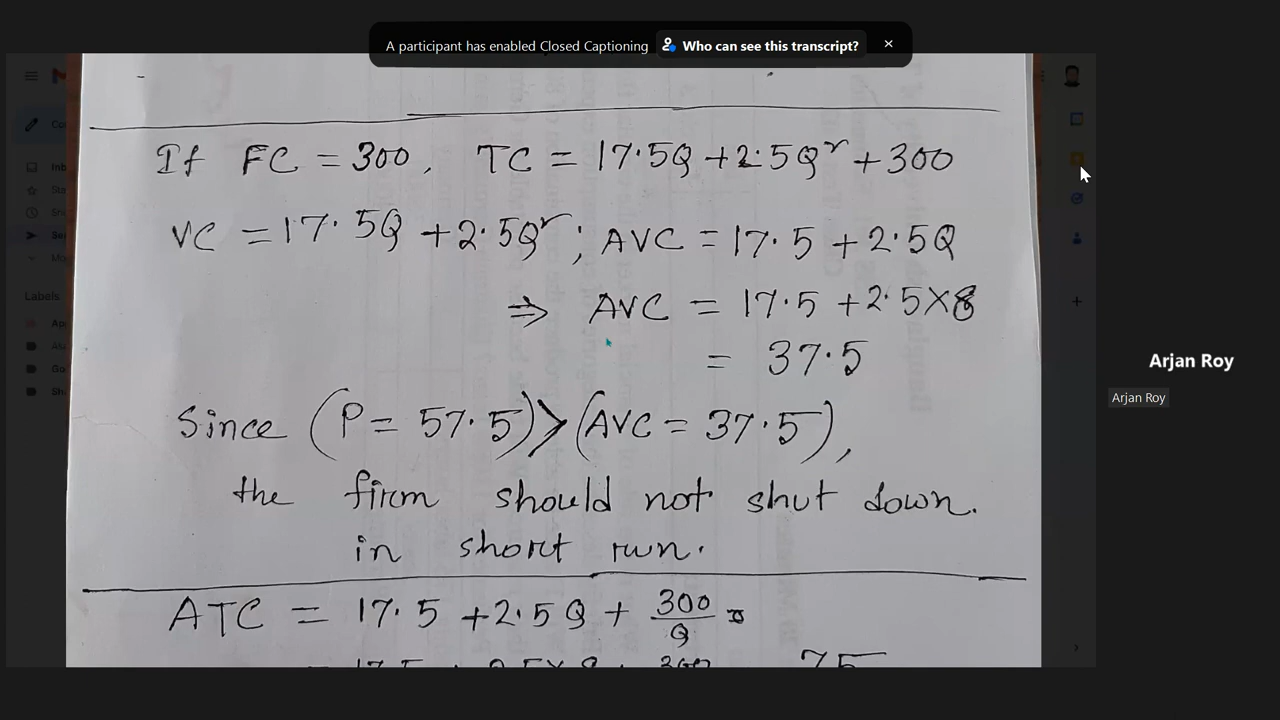 A participant has enabled Closed Captioning Who can see this transcript? ×
If FC = 300, TC = 17.5Q + 2.5Q² + 300
VC = 17.5Q + 2.5Q² ; AVC = 17.5 + 2.5Q
⇒ AVC = 17.5 + 2.5×8
= 37.5
Since (P = 57.5) > (AVC = 37.5),
the firm should not shut down.
in short run.
ATC = 17.5 + 2.5Q + 300/Q =
75
Labels
Arjan Roy
Arjan Roy